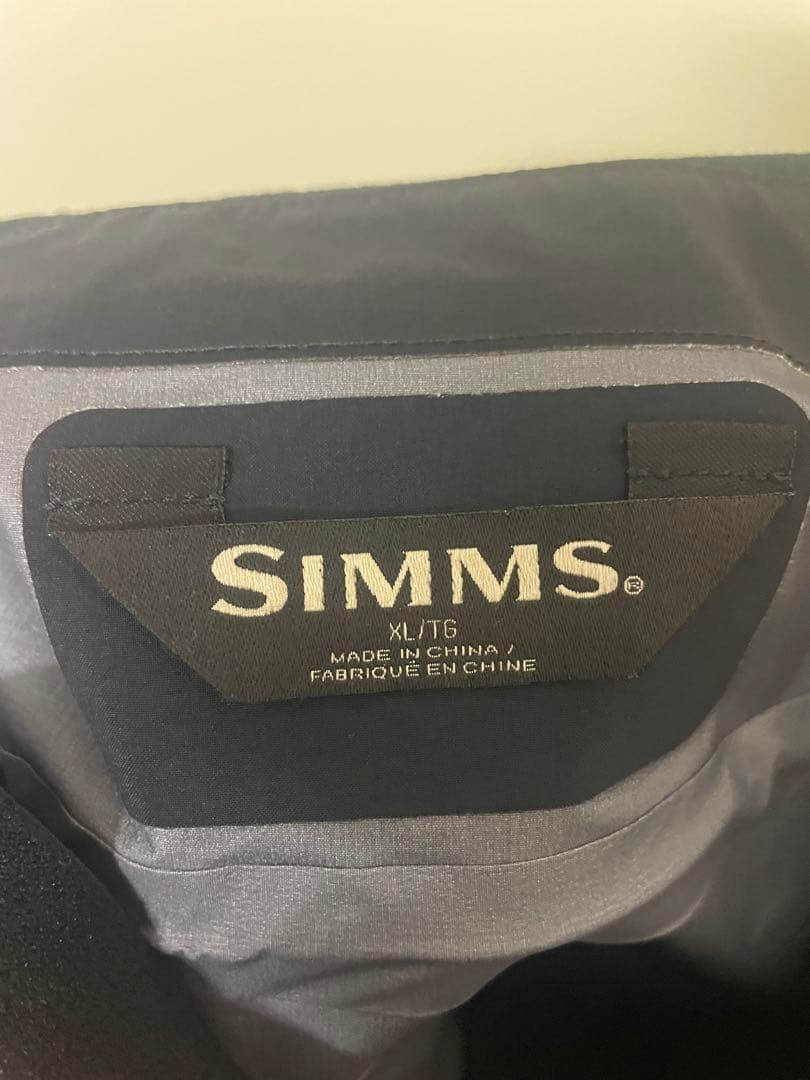 SIMMS®
XL/TG
MADE IN CHINA /
FABRIQUÉ EN CHINE